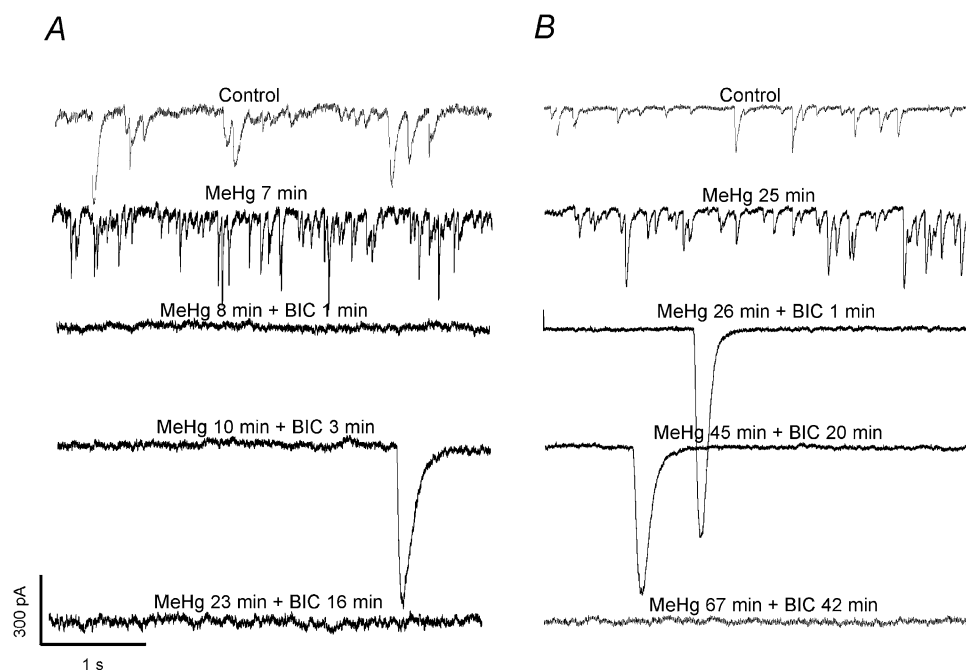 A
Control
MeHg 7 min
MeHg 8 min + BIC 1 min
MeHg 10 min + BIC 3 min
MeHg 23 min + BIC 16 min
300 pA
1 s
B
Control
MeHg 25 min
MeHg 26 min + BIC 1 min
MeHg 45 min + BIC 20 min
MeHg 67 min + BIC 42 min